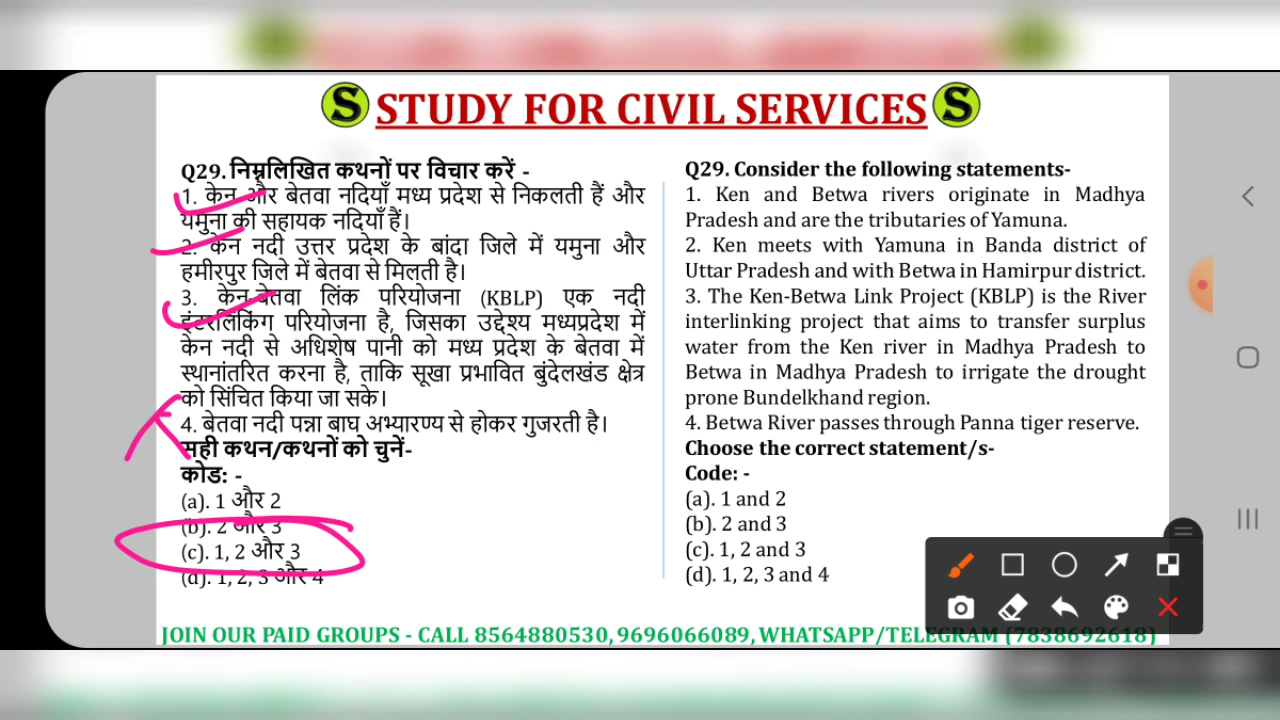 S STUDY FOR CIVIL SERVICES S
Q29. निम्नलिखित कथनों पर विचार करें -
1. केन और बेतवा नदियाँ मध्य प्रदेश से निकलती हैं और
यमुना की सहायक नदियाँ हैं।
2. केन नदी उत्तर प्रदेश के बांदा जिले में यमुना और
हमीरपुर जिले में बेतवा से मिलती है।
3. केन-बेतवा लिंक परियोजना (KBLP) एक नदी
इंटरलिंकिंग परियोजना है, जिसका उद्देश्य मध्यप्रदेश में
केन नदी से अधिशेष पानी को मध्य प्रदेश के बेतवा में
स्थानांतरित करना है, ताकि सूखा प्रभावित बुंदेलखंड क्षेत्र
को सिंचित किया जा सके।
4. बेतवा नदी पन्ना बाघ अभ्यारण्य से होकर गुजरती है।
सही कथन/कथनों को चुनें-
कोड: -
(a). 1 और 2
(b). 2 और 3
(c). 1, 2 और 3
(d). 1, 2, 3 और 4
Q29. Consider the following statements-
1. Ken and Betwa rivers originate in Madhya
Pradesh and are the tributaries of Yamuna.
2. Ken meets with Yamuna in Banda district of
Uttar Pradesh and with Betwa in Hamirpur district.
3. The Ken-Betwa Link Project (KBLP) is the River
interlinking project that aims to transfer surplus
water from the Ken river in Madhya Pradesh to
Betwa in Madhya Pradesh to irrigate the drought
prone Bundelkhand region.
4. Betwa River passes through Panna tiger reserve.
Choose the correct statement/s-
Code: -
(a). 1 and 2
(b). 2 and 3
(c). 1, 2 and 3
(d). 1, 2, 3 and 4
JOIN OUR PAID GROUPS - CALL 8564880530, 9696066089, WHATSAPP/TELEGRAM (7838692618)